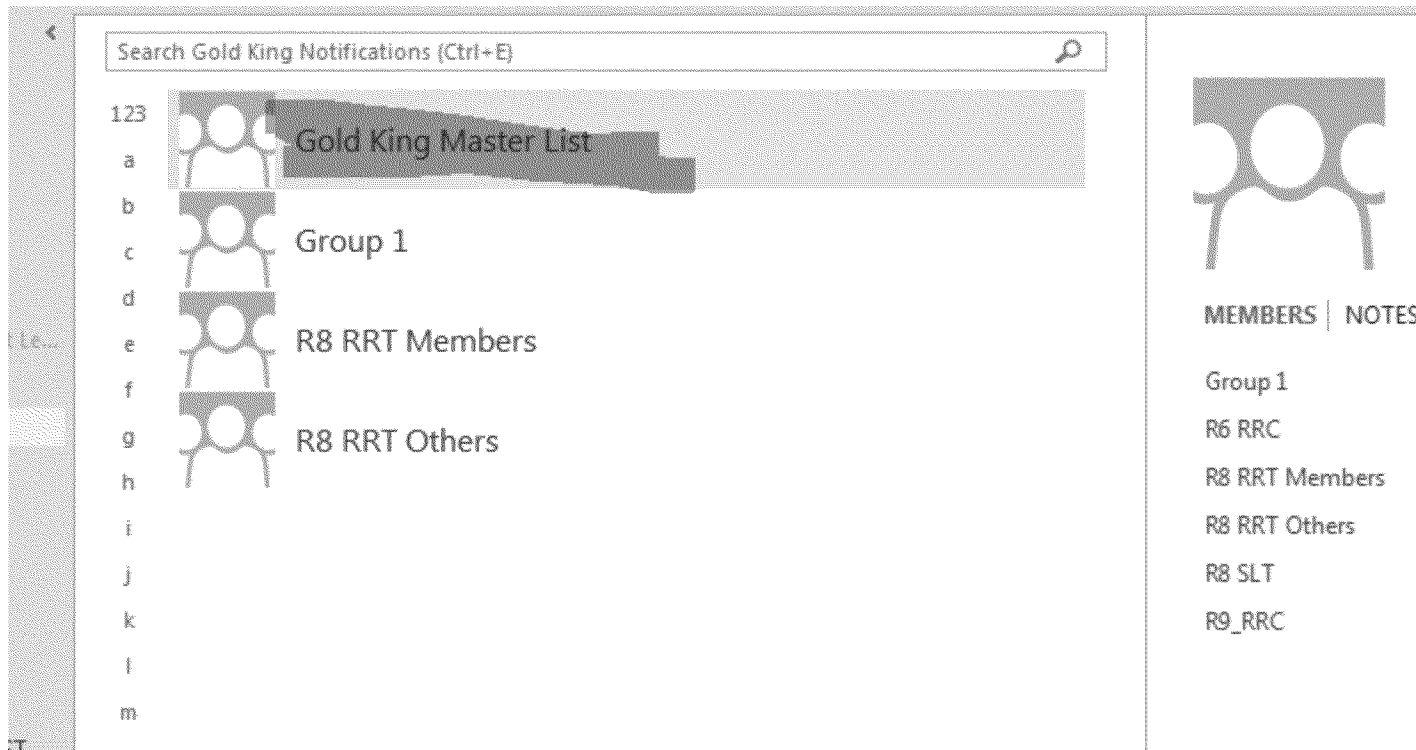 Search Gold King Notifications (Ctrl+E)
123
a
b
c
d
e
f
g
h
i
j
k
l
m
Gold King Master List
Group 1
R8 RRT Members
R8 RRT Others
MEMBERS | NOTES
Group 1
R6 RRC
R8 RRT Members
R8 RRT Others
R8 SLT
R9_RRC